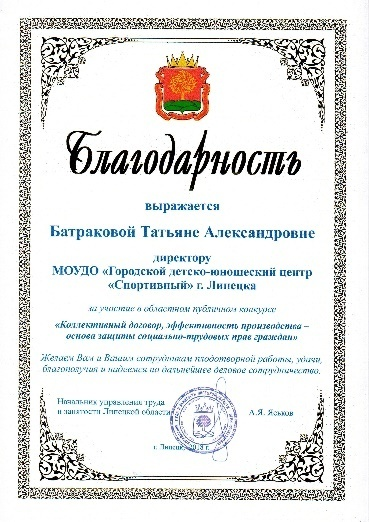 Благодарность
выражается
Батраковой Татьяне Александровне
директору
МОУДО «Городской детско-юношеский центр
«Спортивный» г. Липецка
за участие в областном публичном конкурсе
«Коллективный договор, эффективность производства –
основа защиты социально-трудовых прав граждан»
Желаем Вам и Вашим сотрудникам плодотворной работы, удачи,
благополучия и надеемся на дальнейшее деловое сотрудничество.
Начальник управления труда
и занятости Липецкой области
А.Я. Яськов
г. Липецк